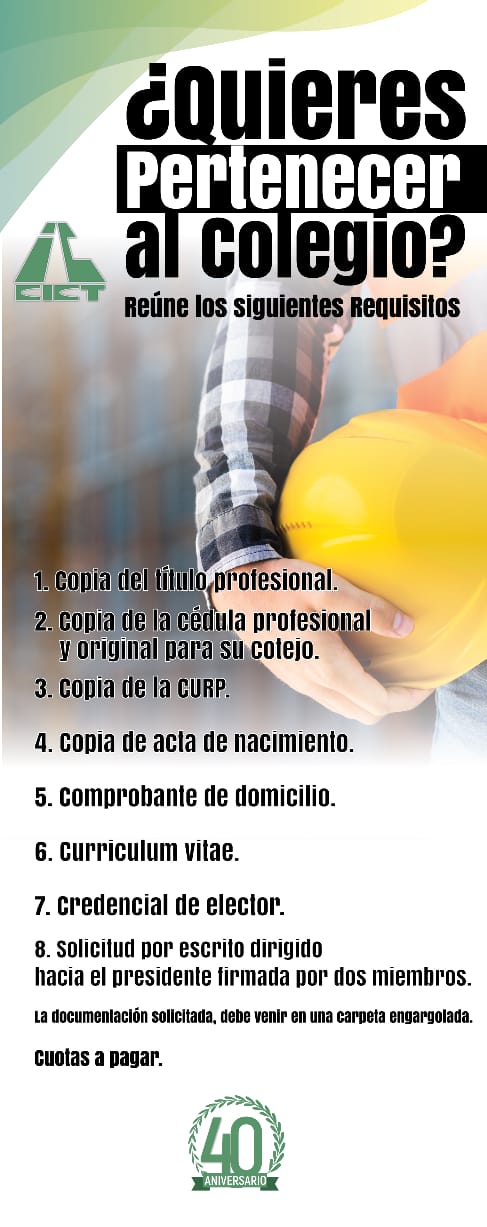 ¿Quieres
Pertenecer
al Colegio?
CICT
Reúne los siguientes Requisitos
1. Copia del título profesional.
2. Copia de la cédula profesional
y original para su cotejo.
3. Copia de la CURP.
4. Copia de acta de nacimiento.
5. Comprobante de domicilio.
6. Curriculum vitae.
7. Credencial de elector.
8. Solicitud por escrito dirigido
hacia el presidente firmada por dos miembros.
La documentación solicitada, debe venir en una carpeta engargolada.
Cuotas a pagar.
40
ANIVERSARIO